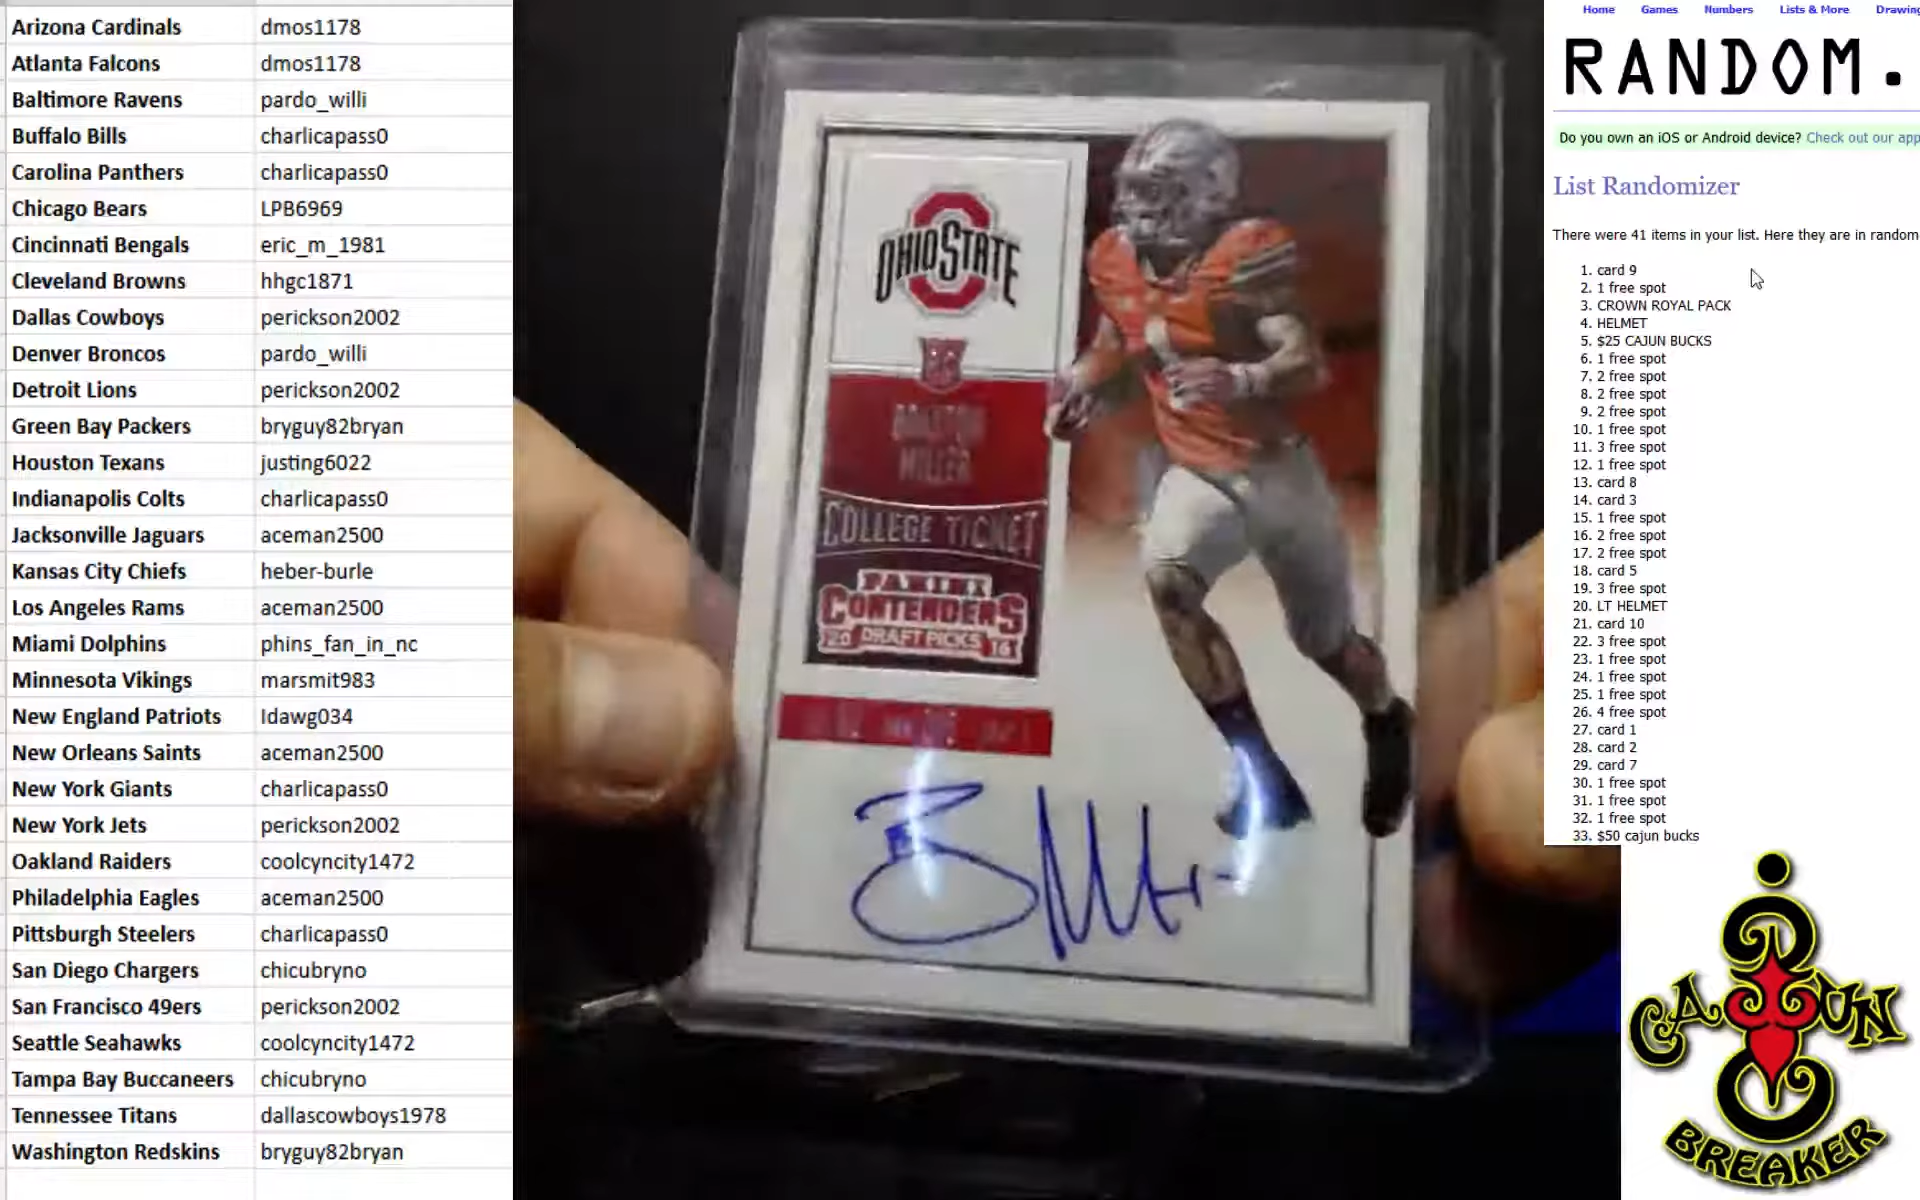 Arizona Cardinals dmos1178
Atlanta Falcons dmos1178
Baltimore Ravens pardo_willi
Buffalo Bills charlicapass0
Carolina Panthers charlicapass0
Chicago Bears LPB6969
Cincinnati Bengals eric_m_1981
Cleveland Browns hhgc1871
Dallas Cowboys perickson2002
Denver Broncos pardo_willi
Detroit Lions perickson2002
Green Bay Packers bryguy82bryan
Houston Texans justing6022
Indianapolis Colts charlicapass0
Jacksonville Jaguars aceman2500
Kansas City Chiefs heber-burle
Los Angeles Rams aceman2500
Miami Dolphins phins_fan_in_nc
Minnesota Vikings marsmit983
New England Patriots
New Orleans Saints aceman2500
New York Giants charlicapass0
New York Jets perickson2002
Oakland Raiders coolcyncity1472
Philadelphia Eagles aceman2500
Pittsburgh Steelers charlicapass0
San Diego Chargers chicubryno
San Francisco 49ers perickson2002
Seattle Seahawks coolcyncity1472
Tampa Bay Buccaneers chicubryno
Tennessee Titans dallascowboys1978
Washington Redskins bryguy82bryan
OHIO STATE
RC
BRAXTON
MILLER
COLLEGE TICKET
PANINI
CONTENDERS
20 DRAFT PICKS 16
Home Games Numbers Lists & More Drawin
RANDOM.
Do you own an iOS or Android device? Check out our app
List Randomizer
There were 41 items in your list. Here they are in random
1. card 9
2. 1 free spot
3. CROWN ROYAL PACK
4. HELMET
5. $25 CAJUN BUCKS
6. 1 free spot
7. 2 free spot
8. 2 free spot
9. 2 free spot
10. 1 free spot
11. 3 free spot
12. 1 free spot
13. card 8
14. card 3
15. 1 free spot
16. 2 free spot
17. 2 free spot
18. card 5
19. 3 free spot
20. LT HELMET
21. card 10
22. 3 free spot
23. 1 free spot
24. 1 free spot
25. 1 free spot
26. 4 free spot
27. card 1
28. card 2
29. card 7
30. 1 free spot
31. 1 free spot
32. 1 free spot
33. $50 cajun bucks
CAJUN
BREAKER